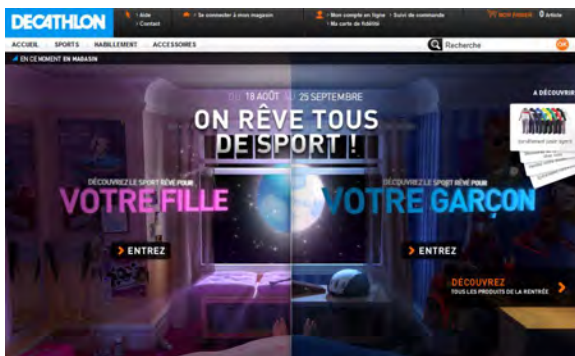 DECATHLON
› Aide
› Contact
› Se connecter à mon magasin
› Mon compte en ligne › Suivi de commande
› Ma carte de fidélité
MON PANIER 0 Article
ACCUEIL SPORTS HABILLEMENT ACCESSOIRES
Recherche
OK
EN CE MOMENT EN MAGASIN
A DÉCOUVRIR
DU 18 AOÛT AU 25 SEPTEMBRE
ON RÊVE TOUS
DE SPORT !
DÉCOUVREZ LE SPORT RÊVÉ POUR
VOTRE FILLE
DÉCOUVREZ LE SPORT RÊVÉ POUR
VOTRE GARÇON
› ENTREZ
› ENTREZ
DÉCOUVREZ
TOUS LES PRODUITS DE LA RENTRÉE